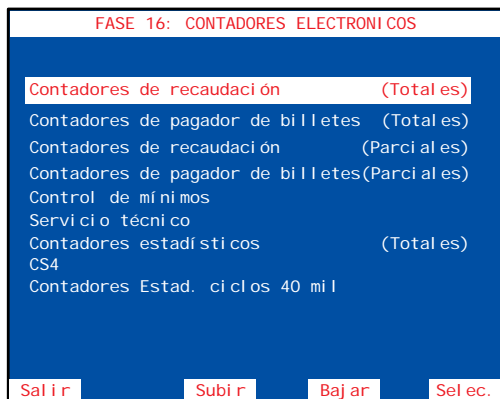 FASE 16: CONTADORES ELECTRONICOS
Contadores de recaudación (Totales)
Contadores de pagador de billetes (Totales)
Contadores de recaudación (Parciales)
Contadores de pagador de billetes(Parciales)
Control de mínimos
Servicio técnico
Contadores estadísticos (Totales)
CS4
Contadores Estad. ciclos 40 mil
Salir Subir Bajar Selec.